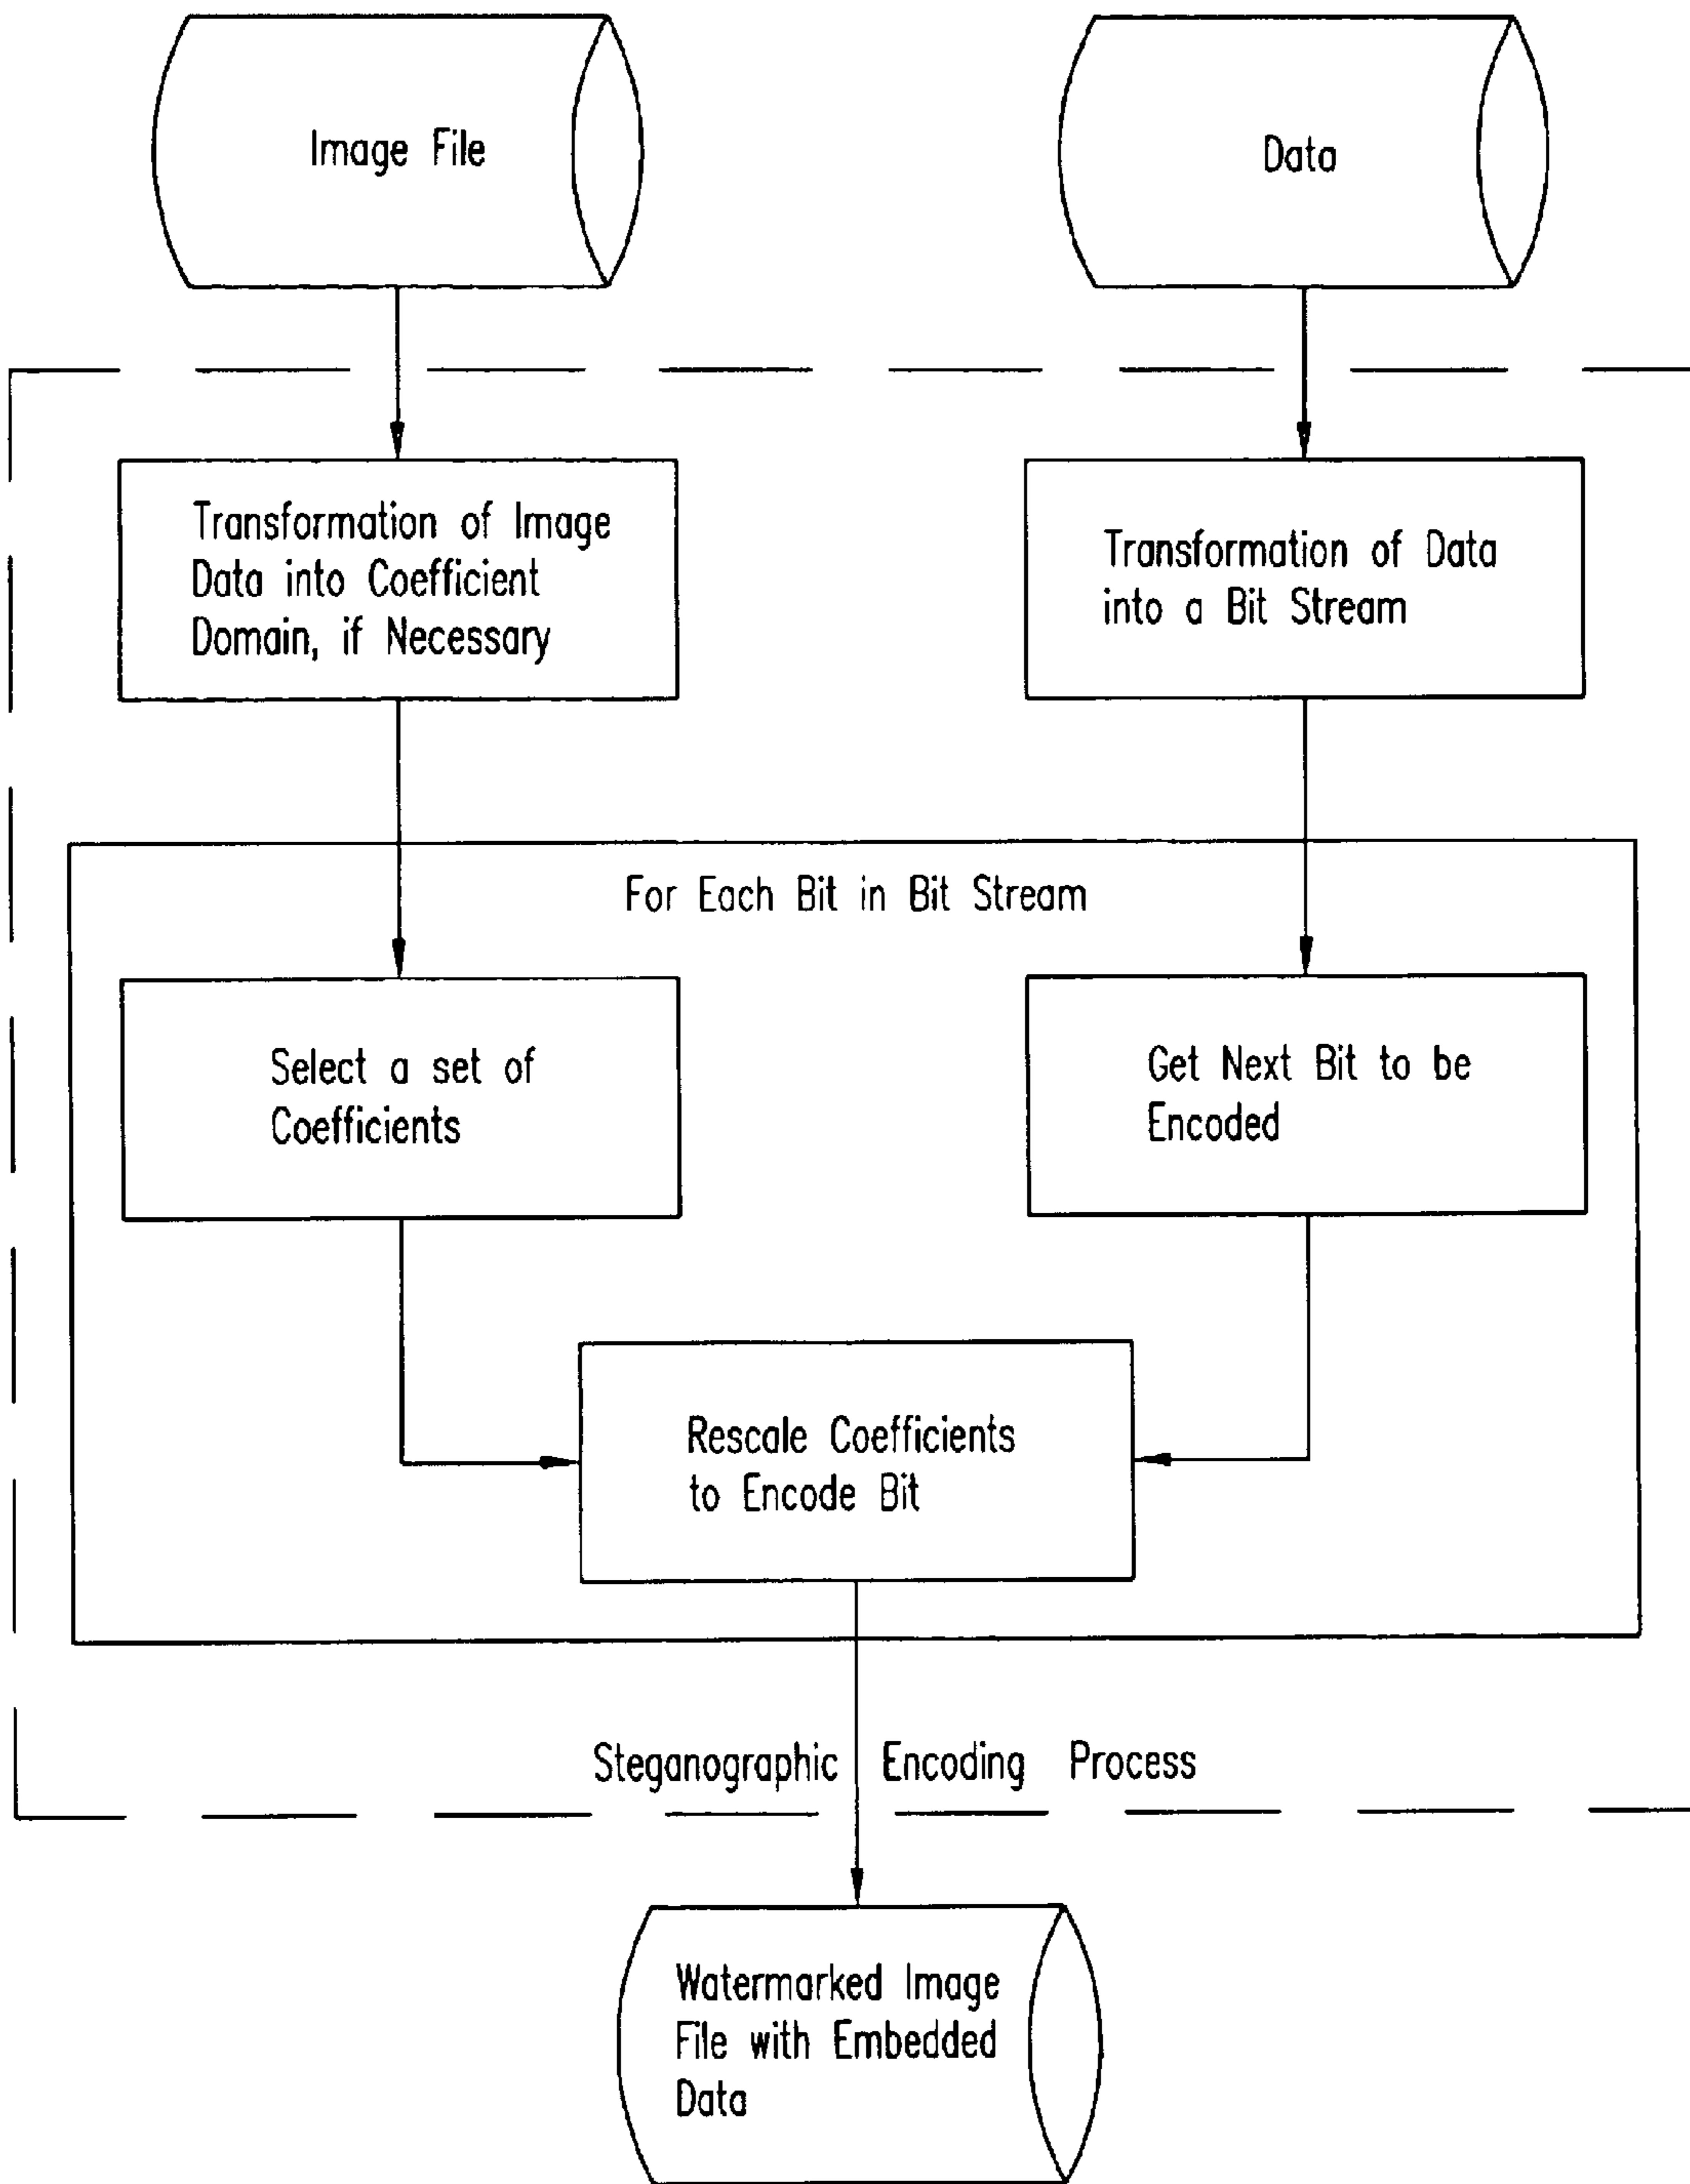 Image File
Data
Transformation of Image
Data into Coefficient
Domain, if Necessary
Transformation of Data
into a Bit Stream
For Each Bit in Bit Stream
Select a set of
Coefficients
Get Next Bit to be
Encoded
Rescale Coefficients
to Encode Bit
Steganographic Encoding Process
Watermarked Image
File with Embedded
Data